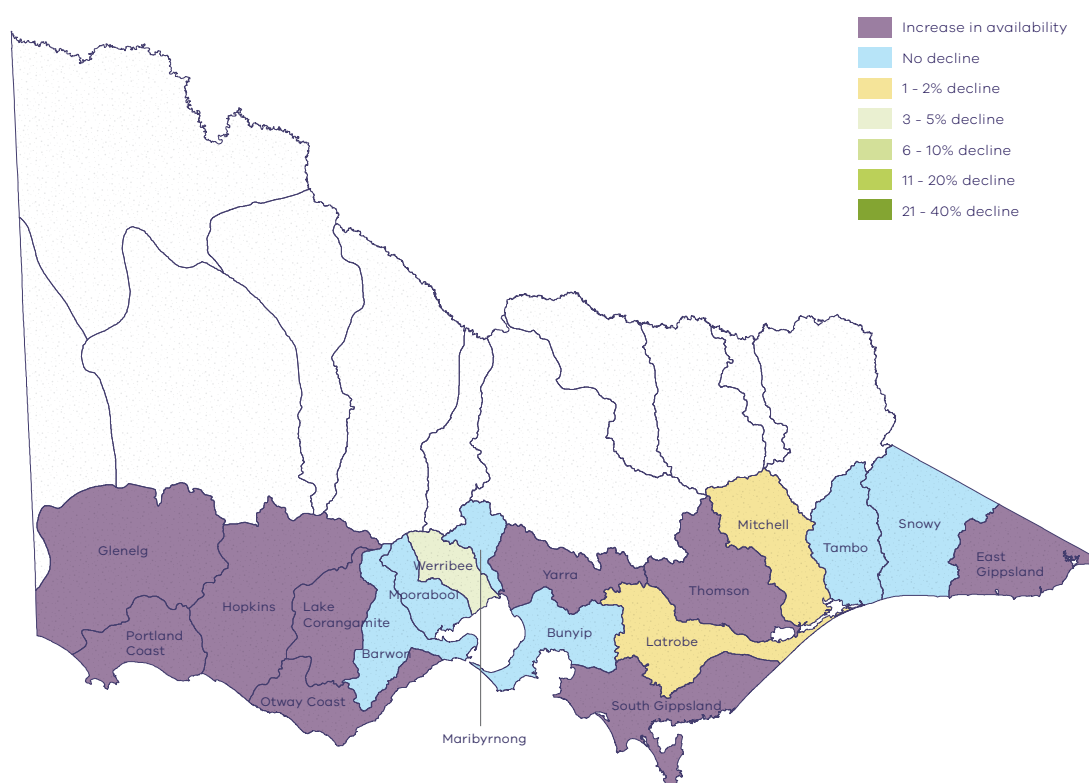 Increase in availability
No decline
1 - 2% decline
3 - 5% decline
6 - 10% decline
11 - 20% decline
21 - 40% decline
Mitchell
Snowy
Tambo
Glenelg
East
Gippsland
Werribee
Yarra
Thomson
Moorabool
Hopkins
Lake
Corangamite
Portland
Coast
Bunyip
Latrobe
Barwon
Otway Coast
South Gippsland
Maribyrnong